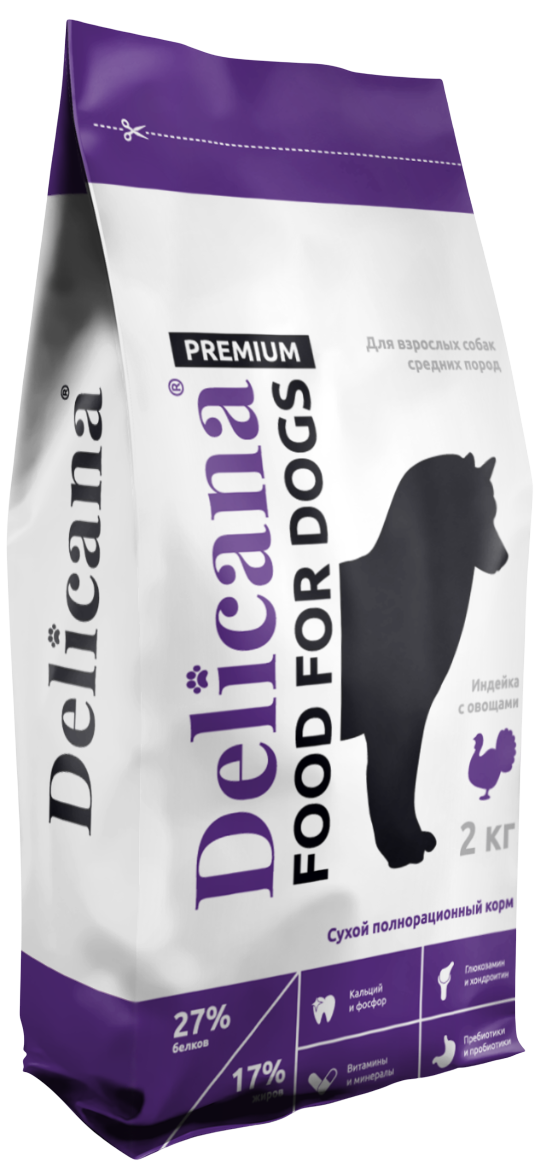 PREMIUM
Для взрослых собак
средних пород
Delicana®
FOOD FOR DOGS
Delicana®
Индейка
с овощами
2 кг
Сухой полнорационный корм
27%
белков
17%
жиров
Кальций
и фосфор
Глюкозамин
и хондроитин
Витамины
и минералы
Пребиотики
и пробиотики